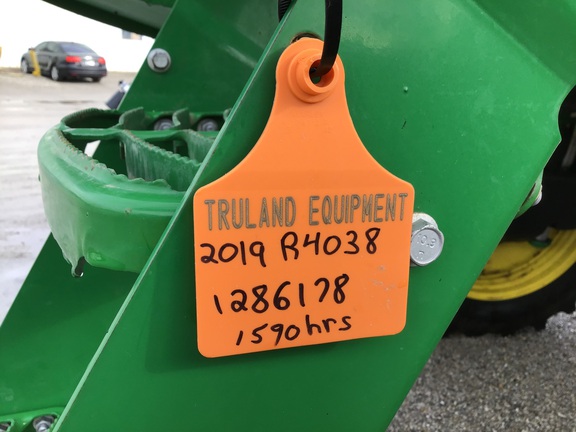 TRULAND EQUIPMENT
2019 R4038
1286178
1590hrs